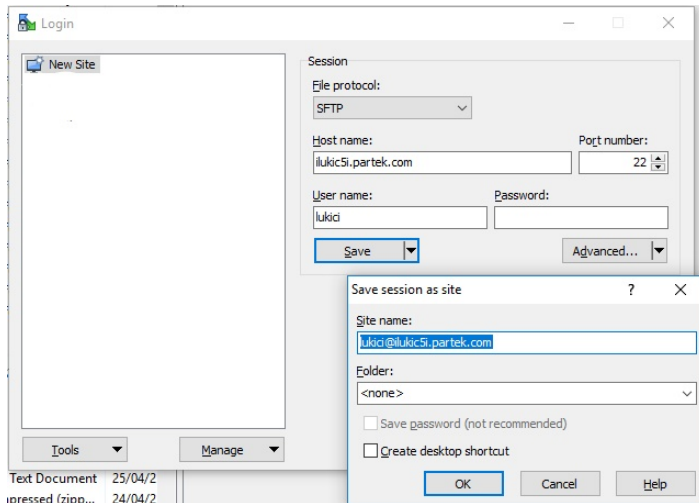 Login
New Site
Session
File protocol:
SFTP
Host name:
Port number:
ilukic5i.partek.com
22
User name:
Password:
lukici
Save
Advanced...
Save session as site
?
Site name:
lukici@ilukic5i.partek.com
Folder:
<none>
Save password (not recommended)
Create desktop shortcut
OK
Cancel
Help
Tools
Manage
Text Document 25/04/2
pressed (zipp... 24/04/2